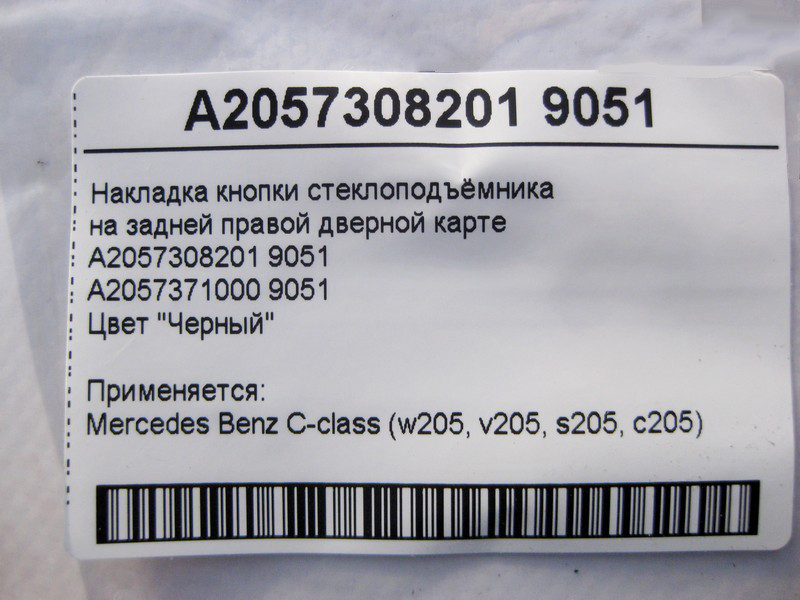 A2057308201 9051
Накладка кнопки стеклоподъёмника
на задней правой дверной карте
A2057308201 9051
A2057371000 9051
Цвет "Черный"
Применяется:
Mercedes Benz C-class (w205, v205, s205, c205)